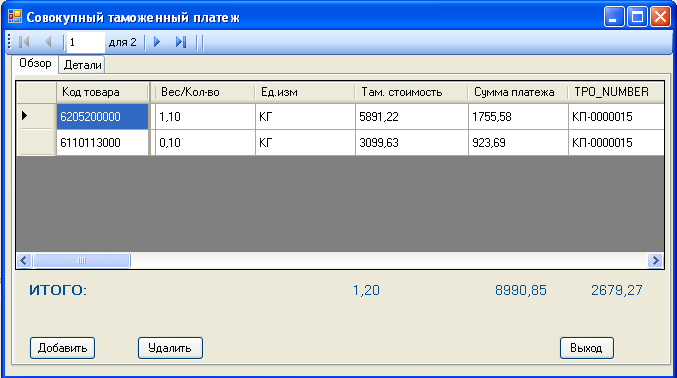 Совокупный таможенный платеж
1 для 2
Обзор Детали
Код товара Вес/Кол-во Ед.изм Там. стоимость Сумма платежа TPO_NUMBER
6205200000 1,10 КГ 5891,22 1755,58 КП-0000015
6110113000 0,10 КГ 3099,63 923,69 КП-0000015
ИТОГО: 1,20 8990,85 2679,27
Добавить Удалить Выход